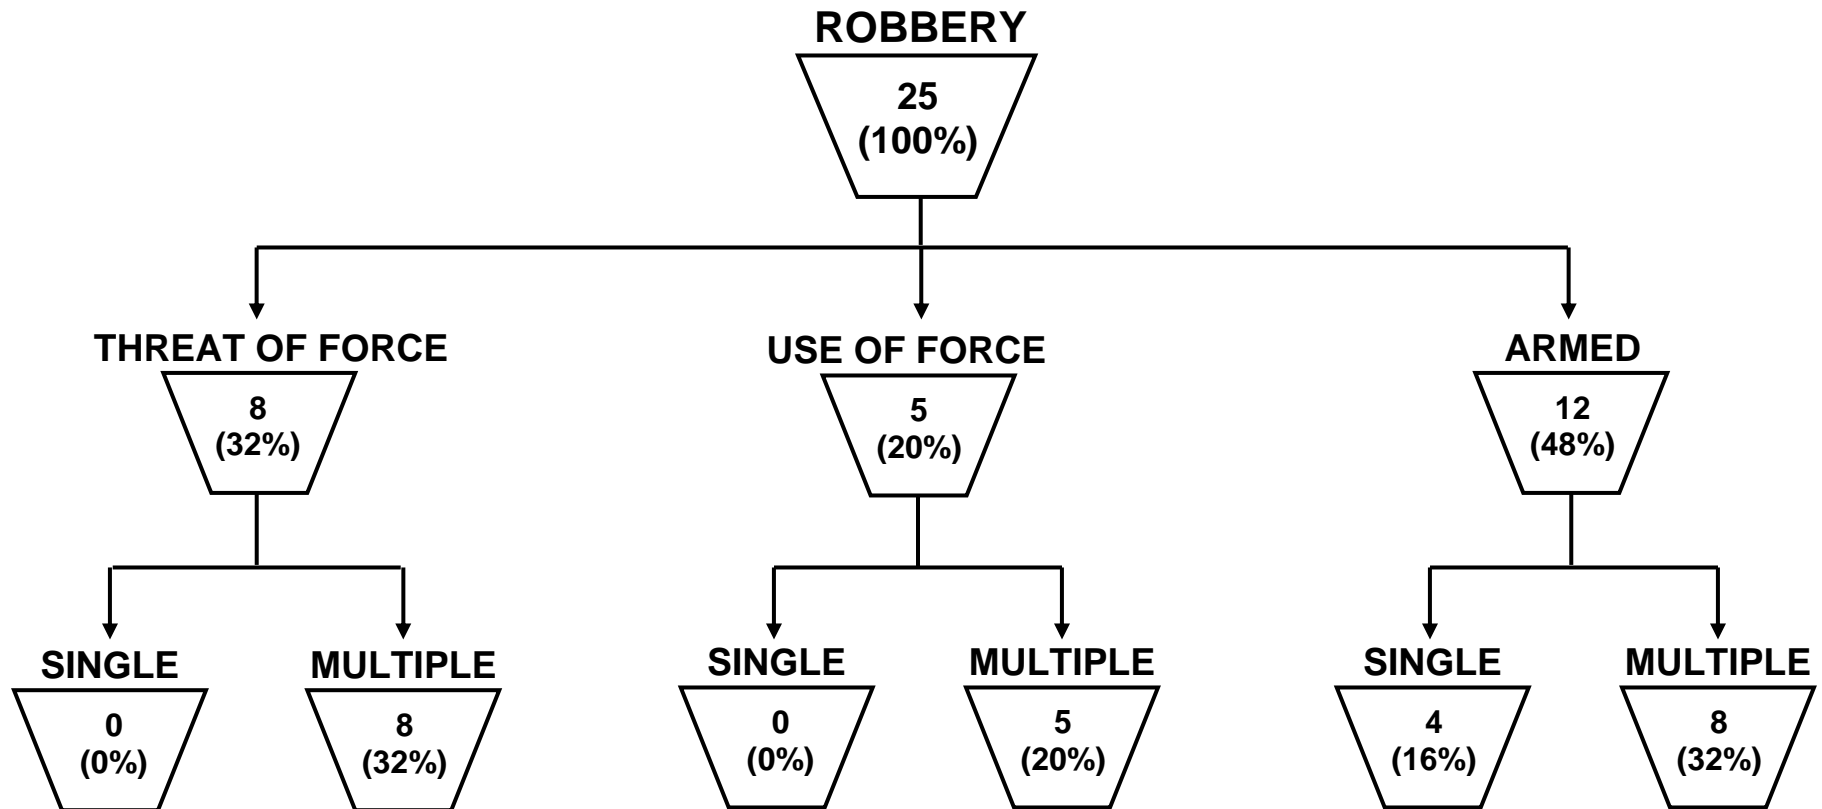 ROBBERY
25
(100%)
THREAT OF FORCE
8
(32%)
USE OF FORCE
5
(20%)
ARMED
12
(48%)
SINGLE
0
(0%)
MULTIPLE
8
(32%)
SINGLE
0
(0%)
MULTIPLE
5
(20%)
SINGLE
4
(16%)
MULTIPLE
8
(32%)